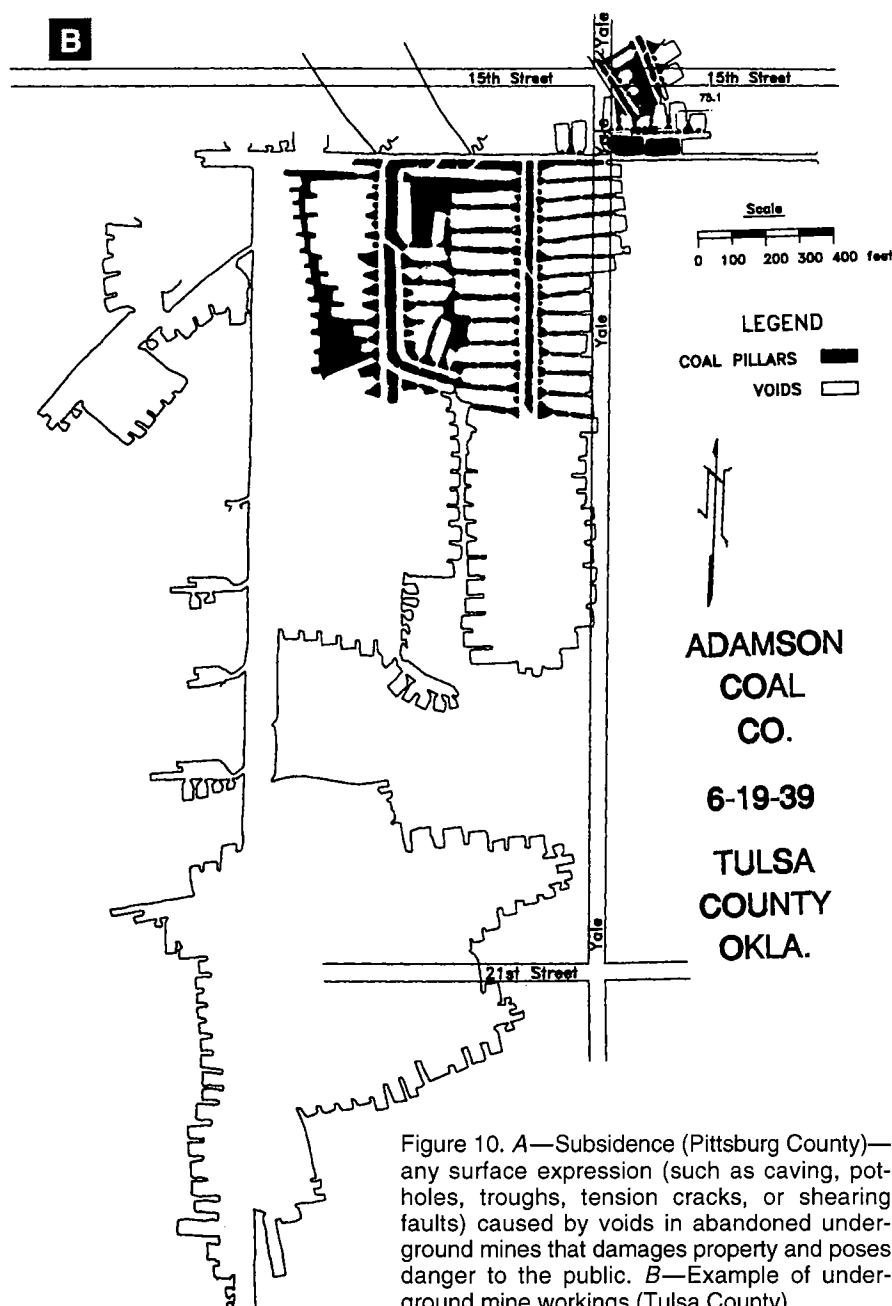 B
Yale
15th Street
15th Street
75.1
Yale
Scale
0 100 200 300 400 feet
LEGEND
COAL PILLARS
VOIDS
Yale
ADAMSON
COAL
CO.
6-19-39
TULSA
COUNTY
OKLA.
Yale
21st Street
Figure 10. A—Subsidence (Pittsburg County)—
any surface expression (such as caving, pot-
holes, troughs, tension cracks, or shearing
faults) caused by voids in abandoned under-
ground mines that damages property and poses
danger to the public. B—Example of under-
ground mine workings (Tulsa County)